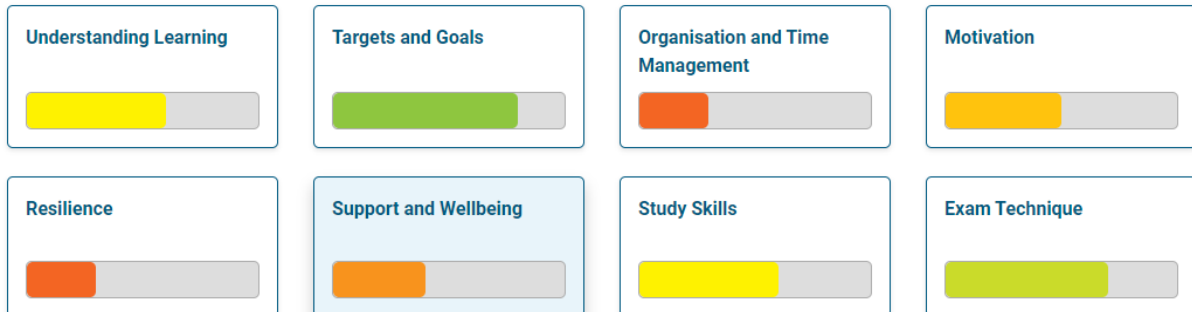 Understanding Learning
Targets and Goals
Organisation and Time
Management
Motivation
Resilience
Support and Wellbeing
Study Skills
Exam Technique